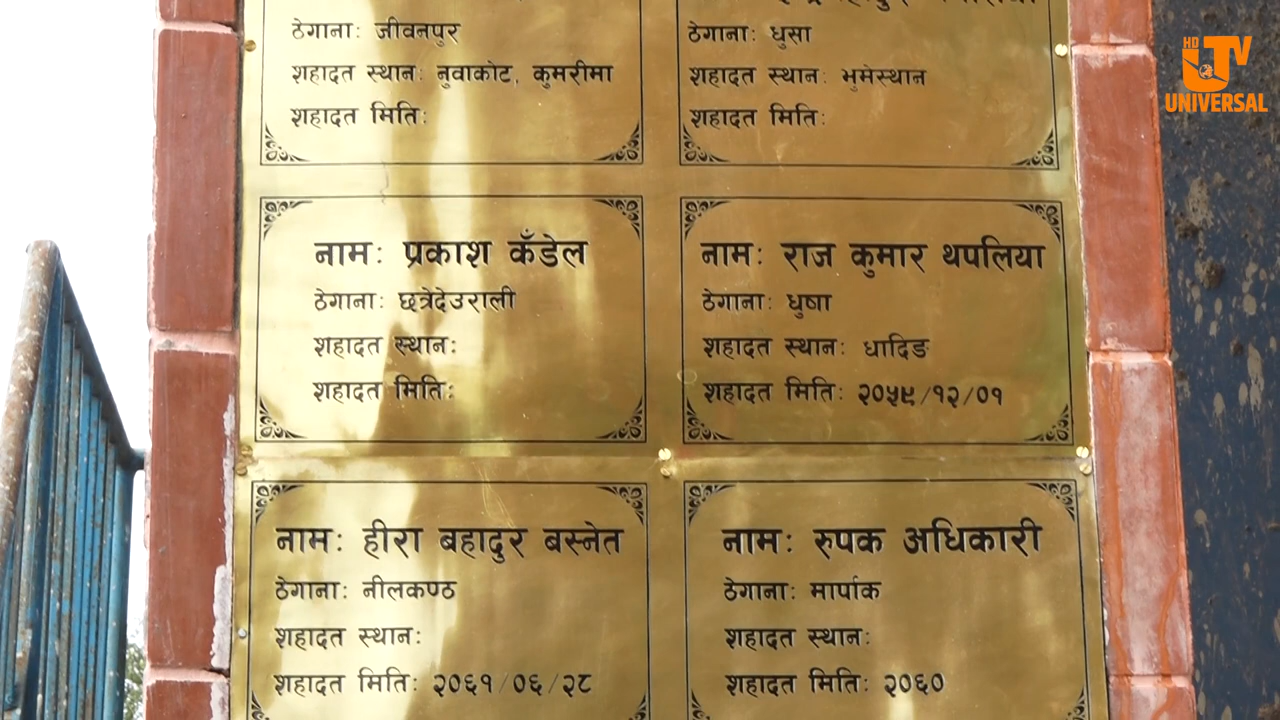 ठेगाना: जीवनपुर
शहादत स्थान: नुवाकोट, कुमरीमा
शहादत मिति:
ठेगाना: धुसा
शहादत स्थान: भुमेस्थान
शहादत मिति:
नाम: प्रकाश कँडेल
ठेगाना: छत्रेदेउराली
शहादत स्थान:
शहादत मिति:
नाम: राज कुमार थपलिया
ठेगाना: धुषा
शहादत स्थान: धादिङ
शहादत मिति: २०५९/१२/०१
नाम: हीरा बहादुर बस्नेत
ठेगाना: नीलकण्ठ
शहादत स्थान:
शहादत मिति: २०६१/०६/२८
नाम: रुपक अधिकारी
ठेगाना: मार्पाक
शहादत स्थान:
शहादत मिति: २०६०
HD
UTV
UNIVERSAL